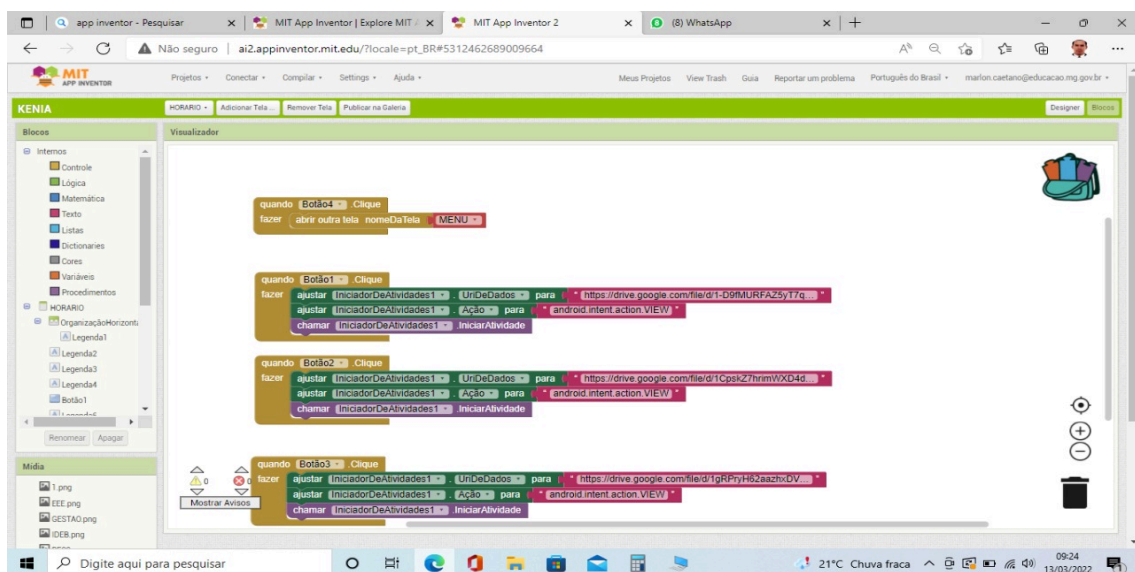 app inventor - Pesquisar
MIT App Inventor | Explore MIT A
MIT App Inventor 2
(8) WhatsApp
Não seguro | ai2.appinventor.mit.edu/?locale=pt_BR#5312462689009664
MIT
APP INVENTOR
Projetos Conectar Compilar Settings Ajuda
Meus Projetos View Trash Guia Reportar um problema Português do Brasil marlon.caetano@educacao.mg.gov.br
KENIA
HORARIO Adicionar Tela ... Remover Tela Publicar na Galeria
Designer Blocos
Blocos
Visualizador
Internos
Controle
Lógica
Matemática
Texto
Listas
Dictionaries
Cores
Variáveis
Procedimentos
HORARIO
OrganizaçãoHorizonta
Legenda1
Legenda2
Legenda3
Legenda4
Botão1
Renomear Apagar
Mídia
1.png
EEE.png
GESTAO.png
IDEB.png
quando Botão4 .Clique
fazer abrir outra tela nomeDaTela MENU
quando Botão1 .Clique
fazer ajustar IniciadorDeAtividades1 . UriDeDados para " https://drive.google.com/file/d/1-D9fMURFAZ5yT7q... "
ajustar IniciadorDeAtividades1 . Ação para " android.intent.action.VIEW "
chamar IniciadorDeAtividades1 .IniciarAtividade
quando Botão2 .Clique
fazer ajustar IniciadorDeAtividades1 . UriDeDados para " https://drive.google.com/file/d/1CpskZ7hrimWXD4d... "
ajustar IniciadorDeAtividades1 . Ação para " android.intent.action.VIEW "
chamar IniciadorDeAtividades1 .IniciarAtividade
quando Botão3 .Clique
fazer ajustar IniciadorDeAtividades1 . UriDeDados para " https://drive.google.com/file/d/1gRPryH62aazhxDV... "
ajustar IniciadorDeAtividades1 . Ação para " android.intent.action.VIEW "
chamar IniciadorDeAtividades1 .IniciarAtividade
0 0
Mostrar Avisos
Digite aqui para pesquisar
21°C Chuva fraca
09:24
13/03/2022